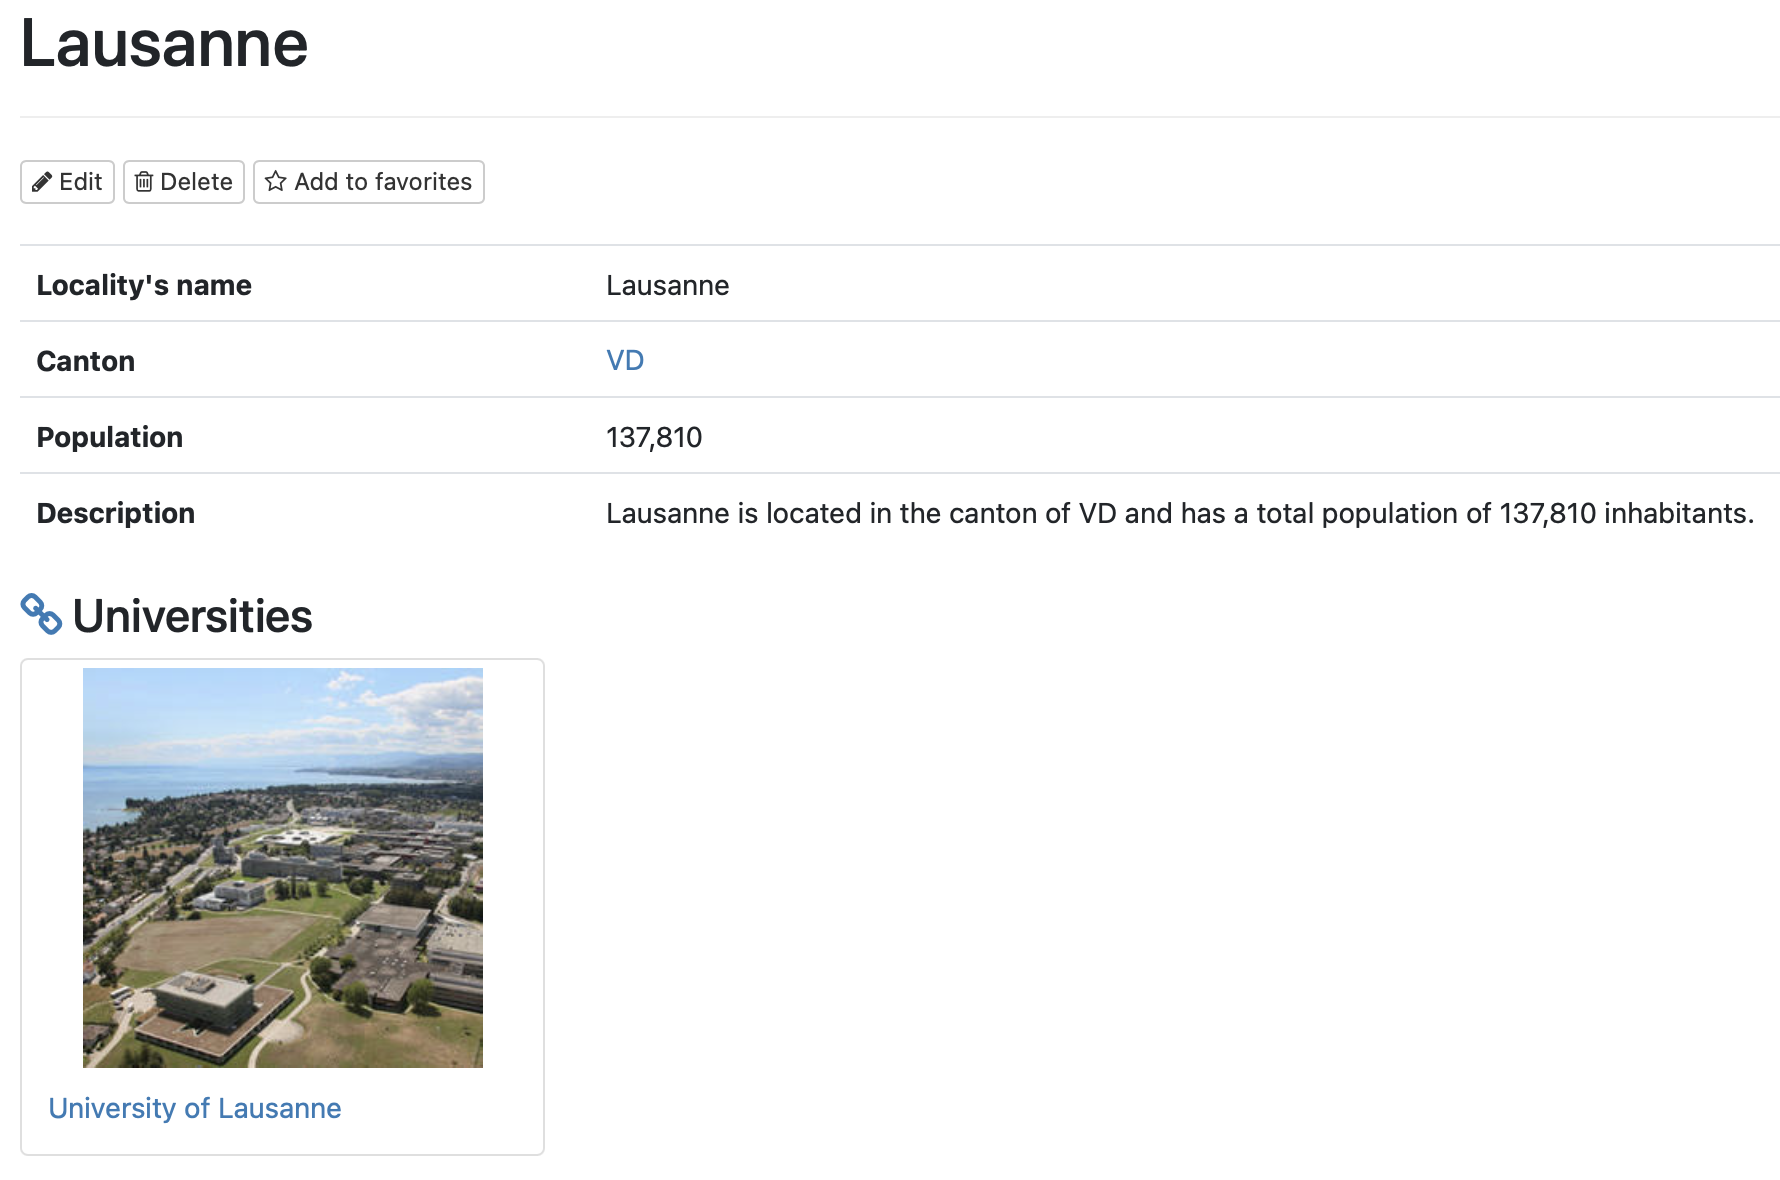 Lausanne
Edit Delete Add to favorites
Locality's name Lausanne
Canton VD
Population 137,810
Description Lausanne is located in the canton of VD and has a total population of 137,810 inhabitants.
Universities
University of Lausanne